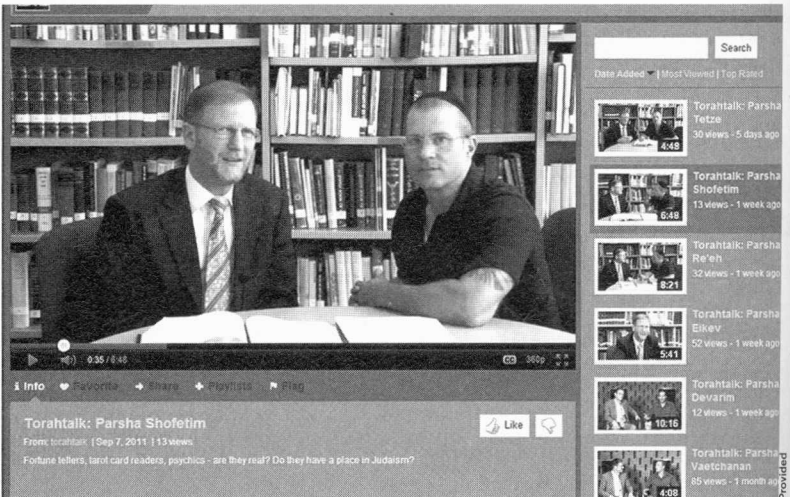 0:35 / 6:48
CC 360p
Info Favorite Share Playlists Flag
Torahtalk: Parsha Shofetim
From: torahtalk | Sep 7, 2011 | 13 views
Fortune tellers, tarot card readers, psychics - are they real? Do they have a place in Judaism?
Like
Search
Date Added | Most Viewed | Top Rated
4:48
Torahtalk: Parsha
Tetze
30 views - 5 days ago
6:48
Torahtalk: Parsha
Shofetim
13 views - 1 week ago
8:21
Torahtalk: Parsha
Re'eh
32 views - 1 week ago
5:41
Torahtalk: Parsha
Eikev
52 views - 1 week ago
10:16
Torahtalk: Parsha
Devarim
12 views - 1 week ago
4:08
Torahtalk: Parsha
Vaetchanan
85 views - 1 month ag
Provided